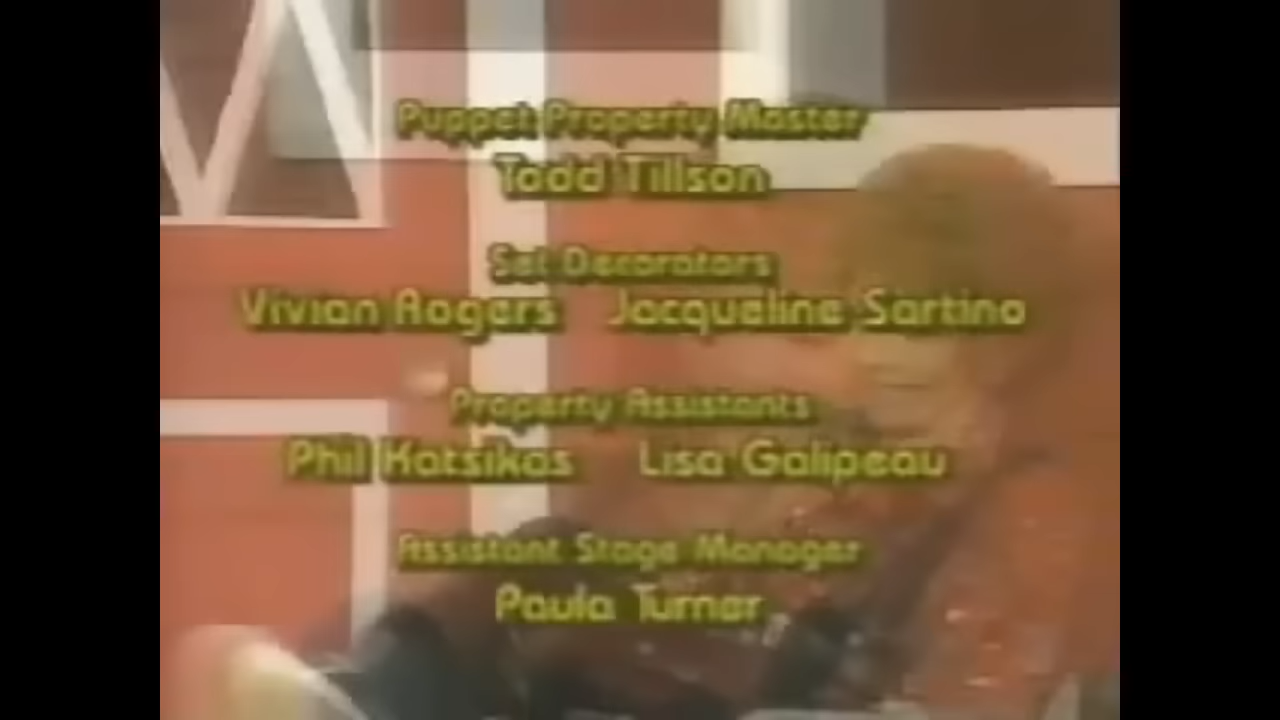 Puppet Property Master
Todd Tillson
Set Decorators
Vivian Rogers Jacqueline Sartino
Property Assistants
Phil Katsikas Lisa Galipeau
Assistant Stage Manager
Paula Turner